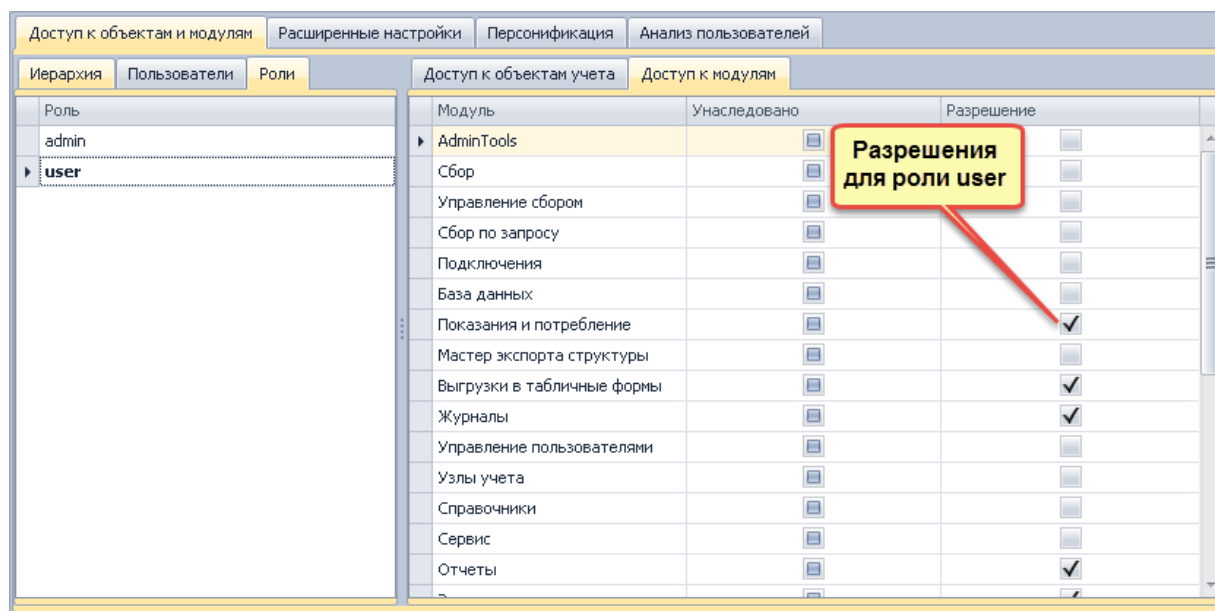 Доступ к объектам и модулям Расширенные настройки Персонификация Анализ пользователей
Иерархия Пользователи Роли Доступ к объектам учета Доступ к модулям
Роль Модуль Унаследовано Разрешение
admin AdminTools
user Сбор
Разрешения
для роли user
Управление сбором
Сбор по запросу
Подключения
База данных
Показания и потребление
Мастер экспорта структуры
Выгрузки в табличные формы
Журналы
Управление пользователями
Узлы учета
Справочники
Сервис
Отчеты